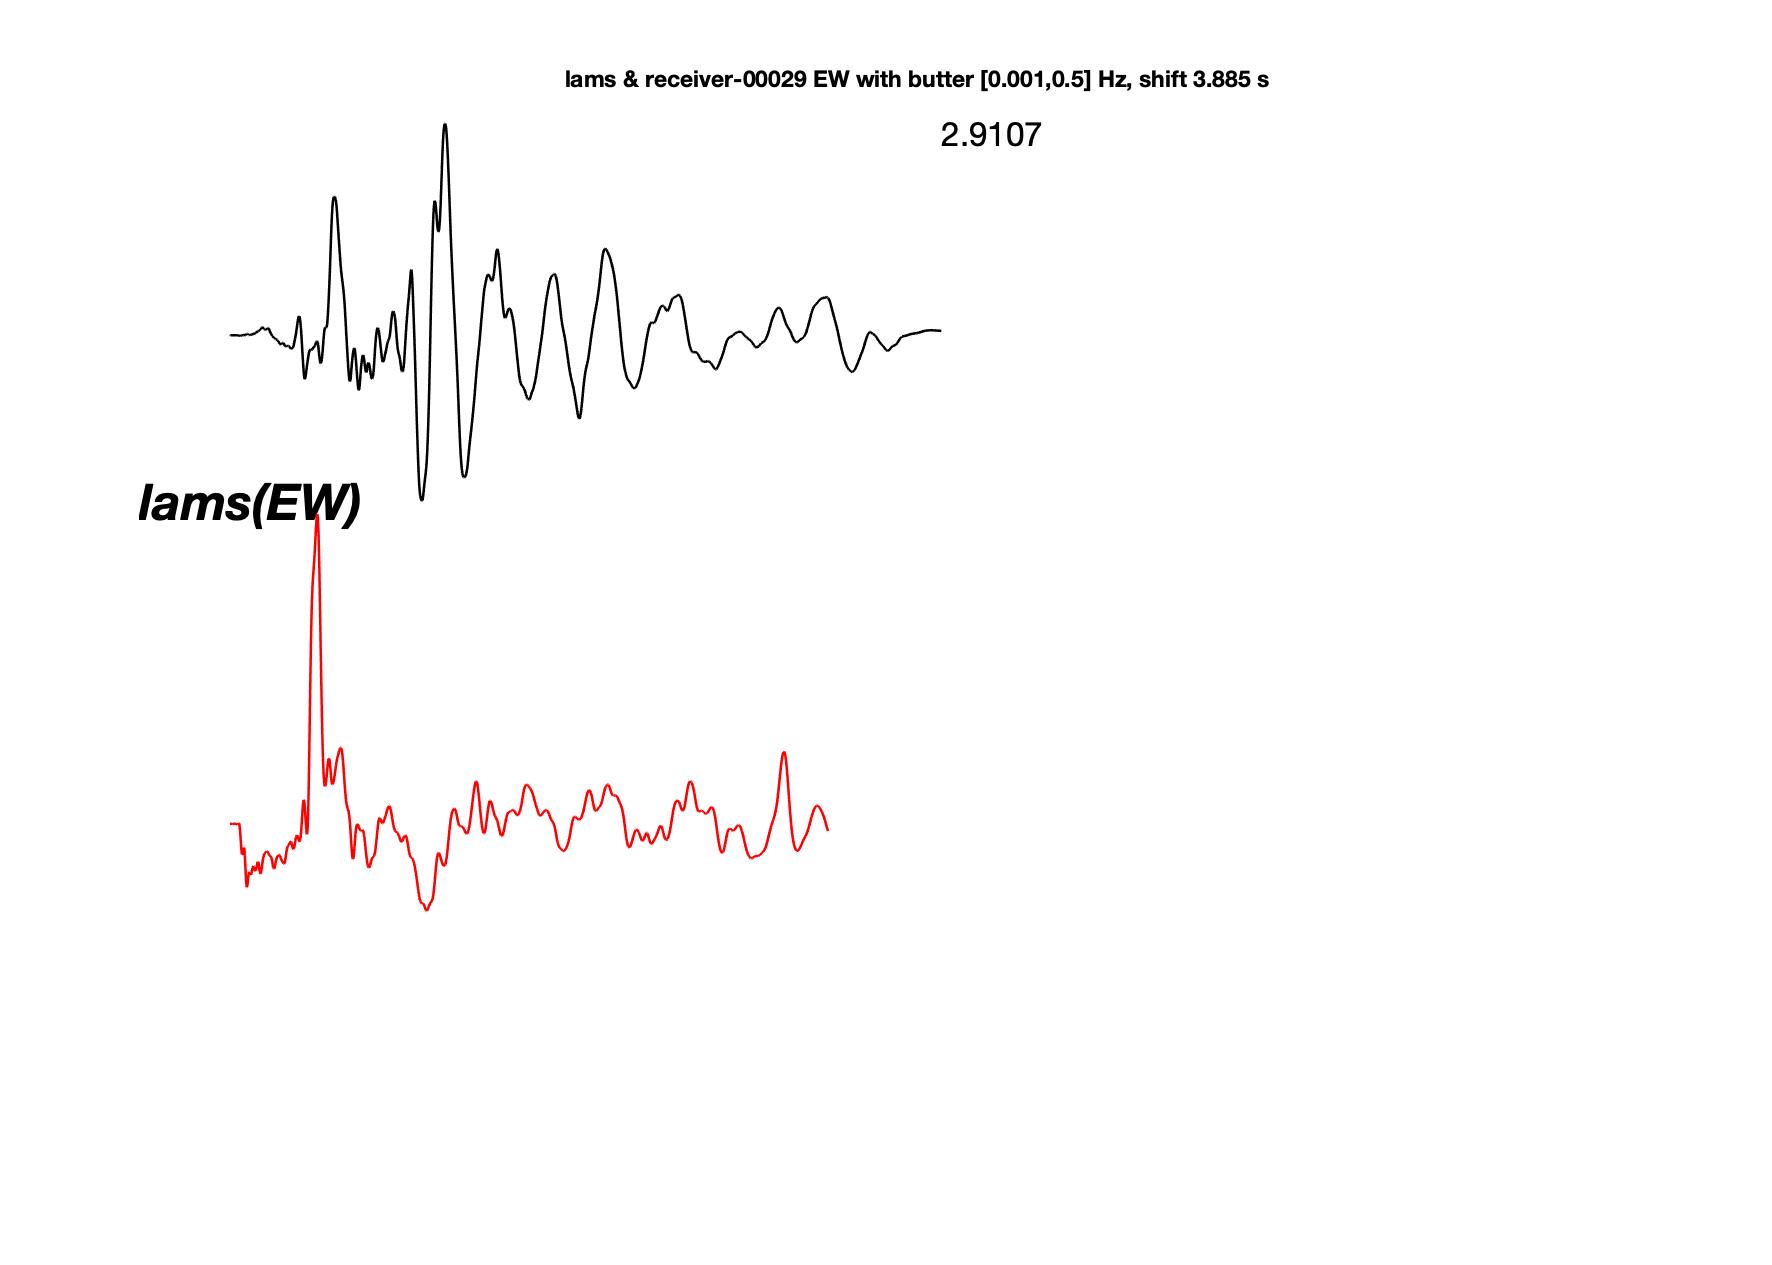 lams & receiver-00029 EW with butter [0.001,0.5] Hz, shift 3.885 s
2.9107
lams(EW)